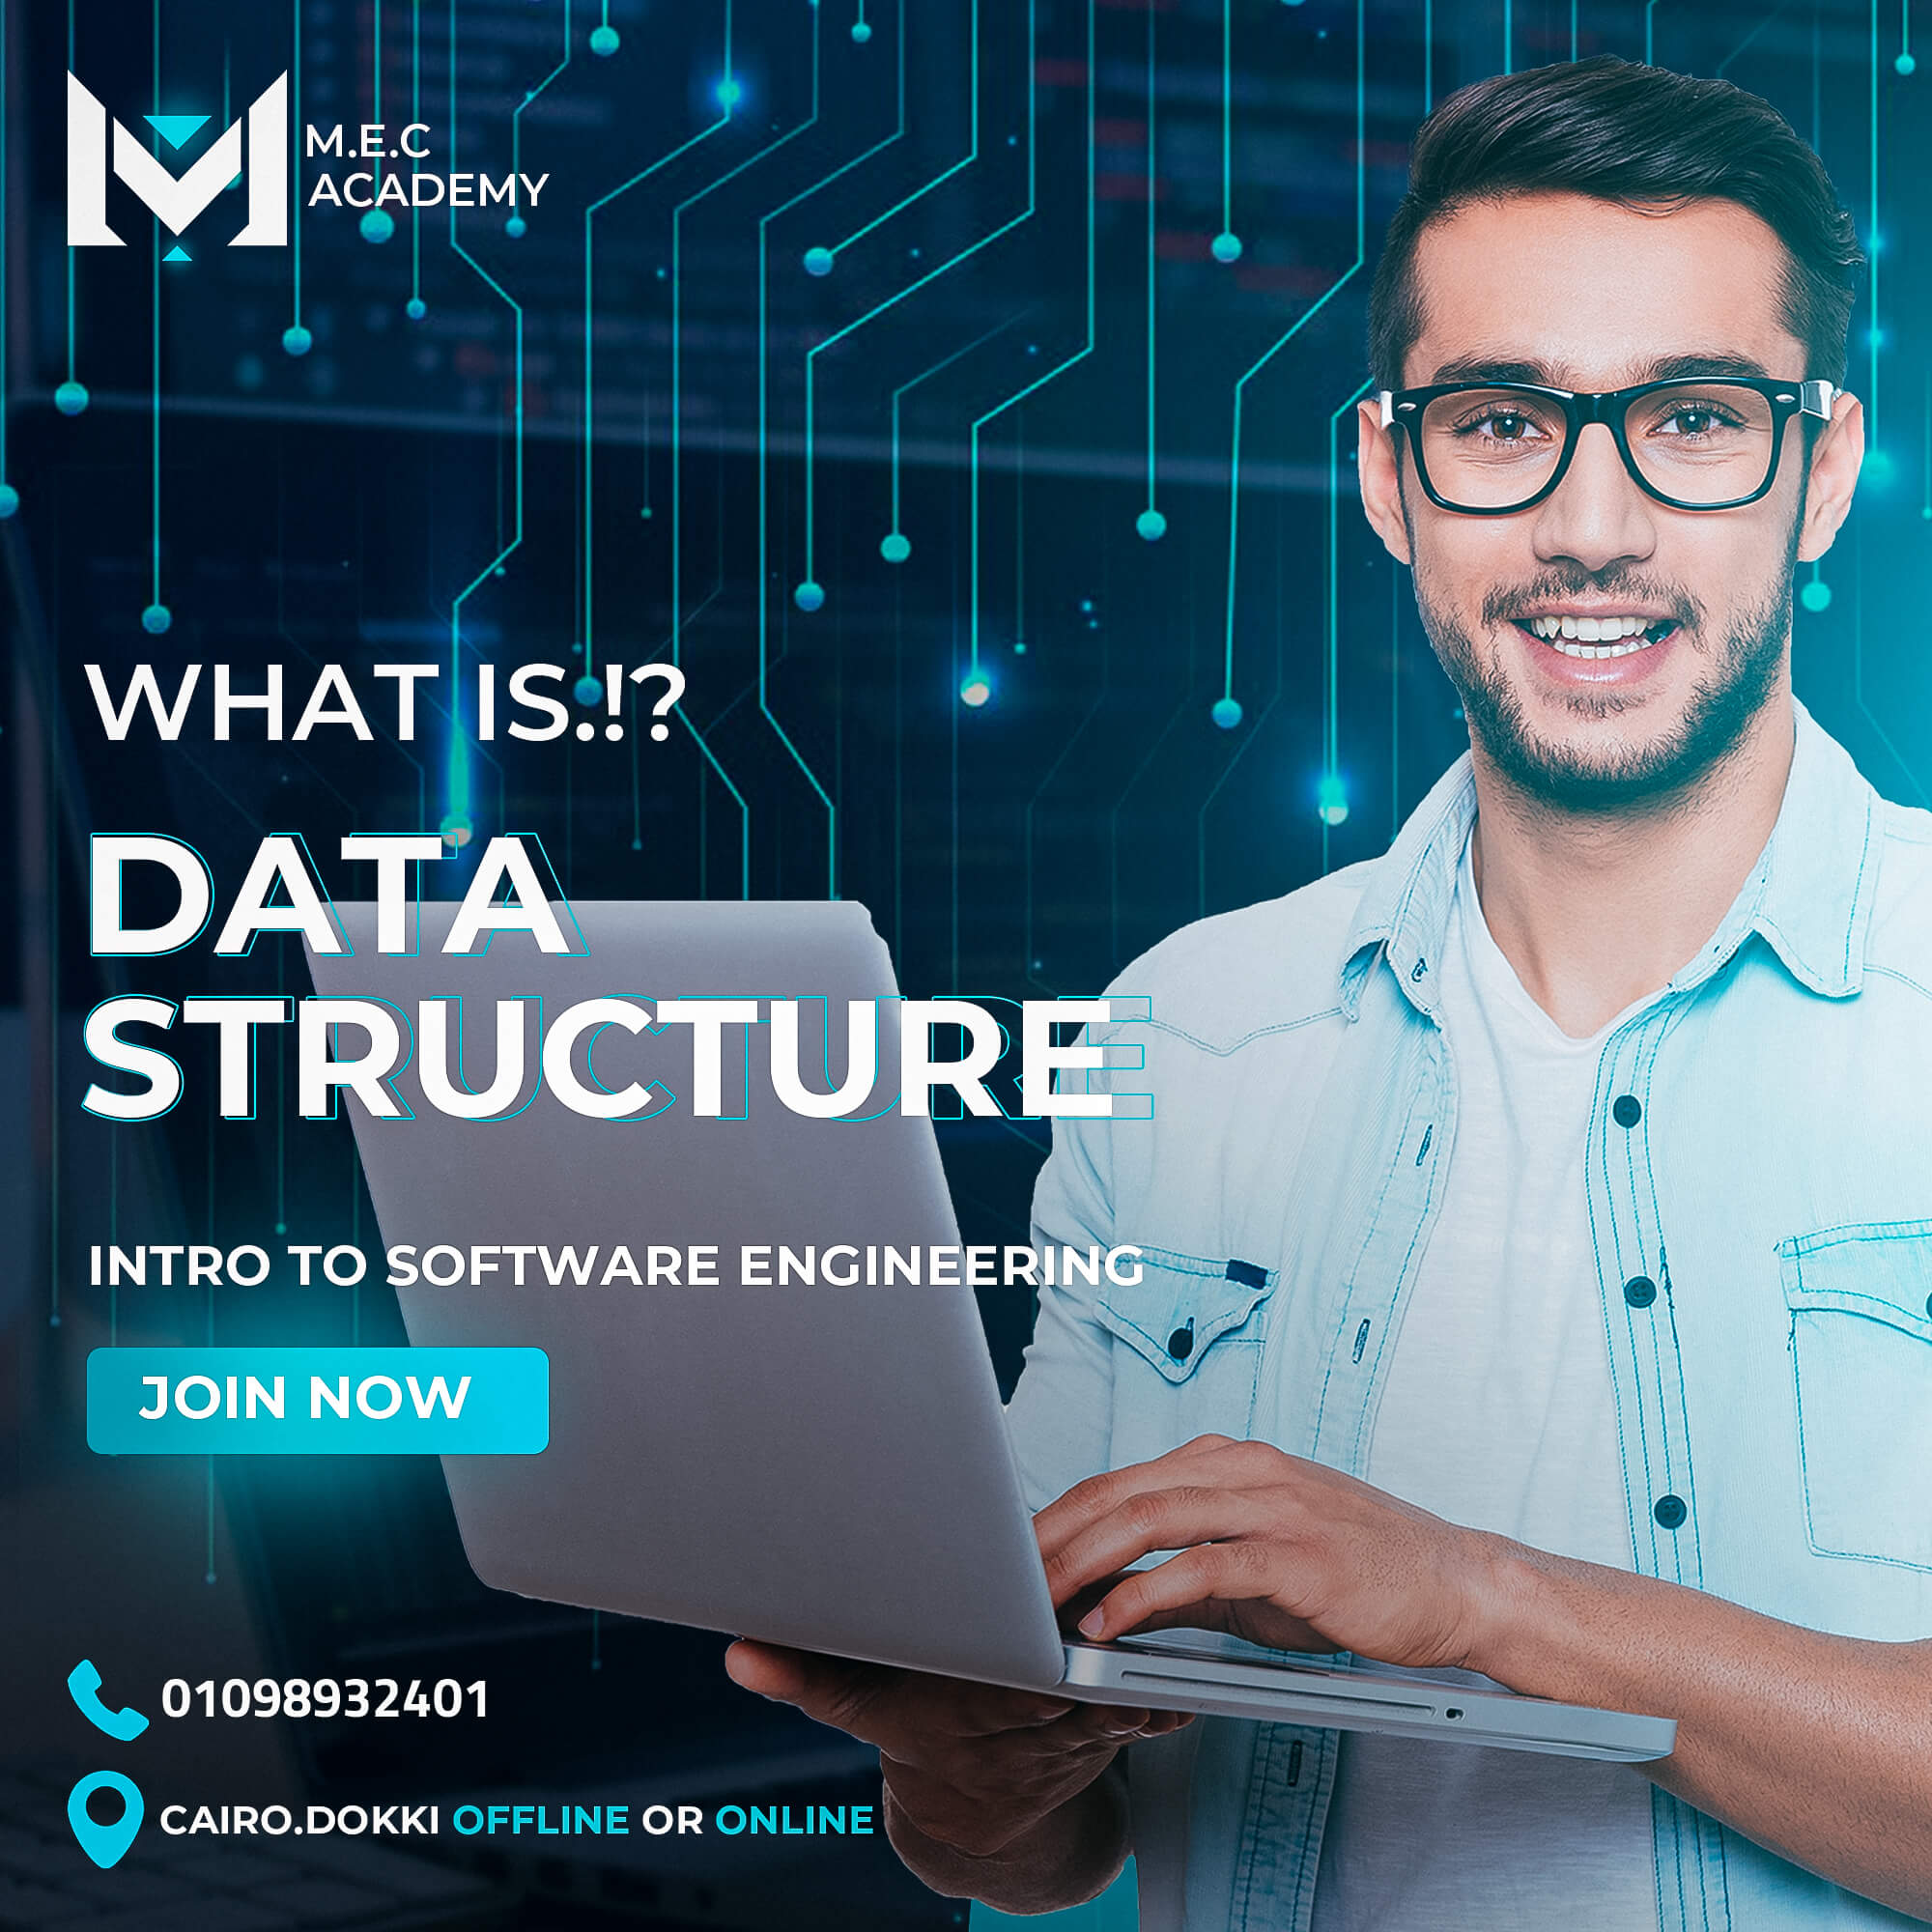 M.E.C
ACADEMY
WHAT IS.!?
DATA
STRUCTURE
INTRO TO SOFTWARE ENGINEERING
JOIN NOW
01098932401
CAIRO.DOKKI OFFLINE OR ONLINE